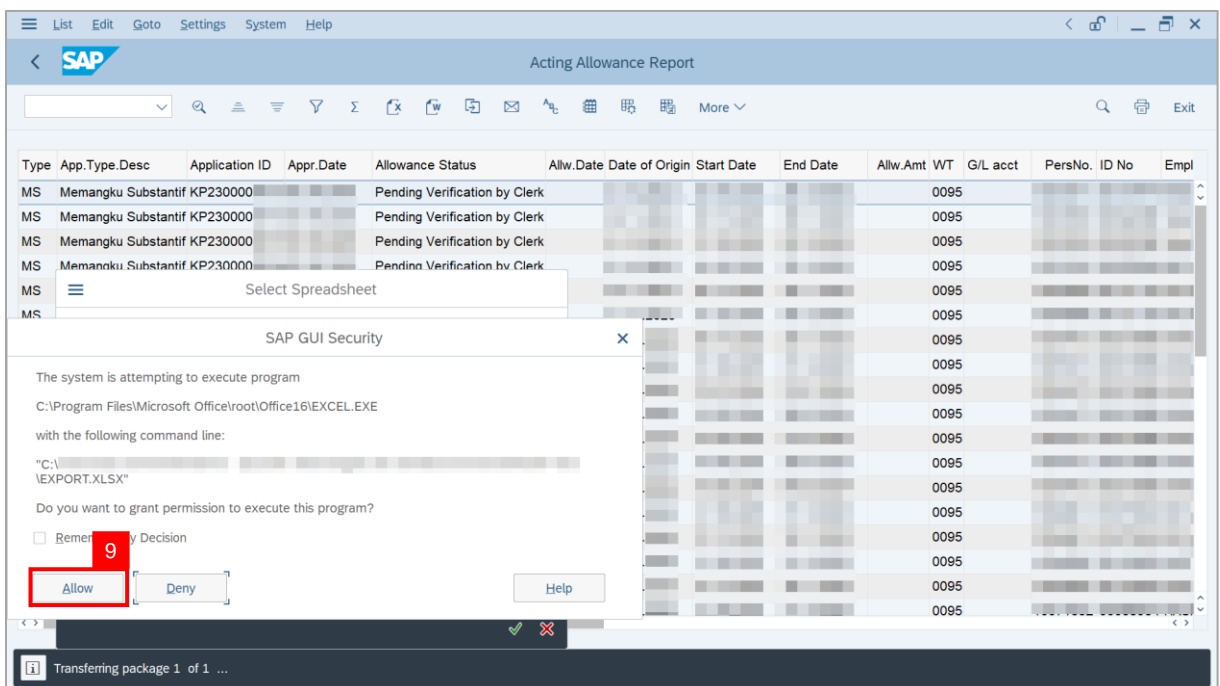 List Edit Goto Settings System Help
SAP Acting Allowance Report
More Exit
Type App.Type.Desc Application ID Appr.Date Allowance Status Allw.Date Date of Origin Start Date End Date Allw.Amt WT G/L acct PersNo. ID No Empl
MS Memangku Substantif KP230000 Pending Verification by Clerk 0095
MS Memangku Substantif KP230000 Pending Verification by Clerk 0095
MS Memangku Substantif KP230000 Pending Verification by Clerk 0095
MS Memangku Substantif KP230000 Pending Verification by Clerk 0095
MS Select Spreadsheet 0095
MS 0095
SAP GUI Security 0095
0095
The system is attempting to execute program 0095
C:\Program Files\Microsoft Office\root\Office16\EXCEL.EXE 0095
with the following command line: 0095
"C:\ 0095
\EXPORT.XLSX" 0095
Do you want to grant permission to execute this program? 0095
Decision 0095
9
0095
Allow Deny Help 0095
0095
Transferring package 1 of 1 ...